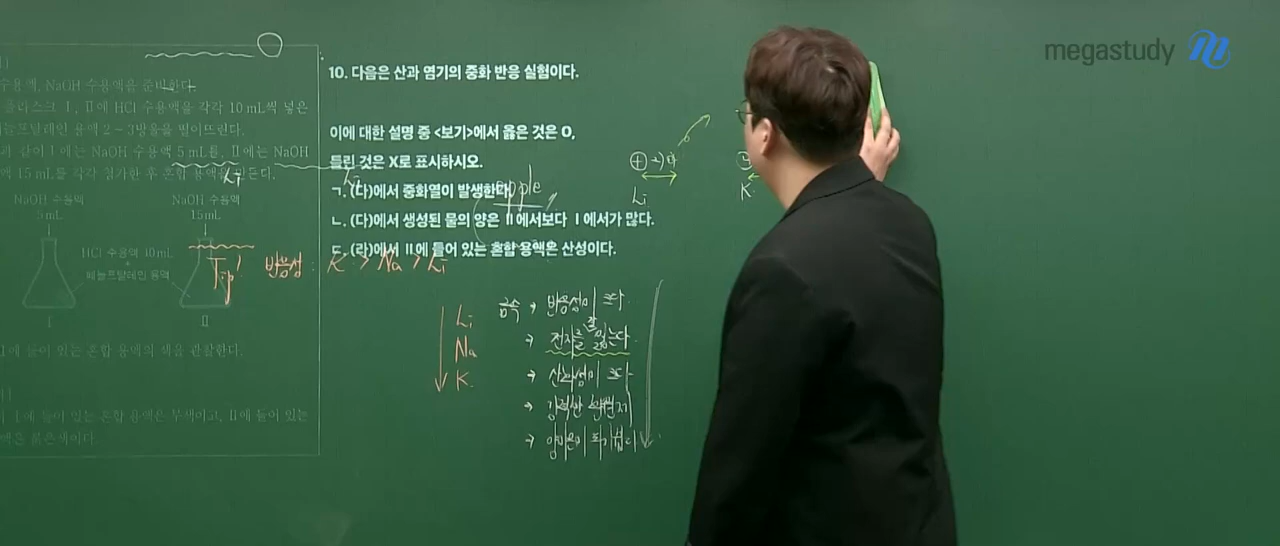 megastudy
수용액, NaOH 수용액을 준비한다.
플라스크 Ⅰ, Ⅱ에 HCl 수용액을 각각 10 mL씩 넣은
페놀프탈레인 용액 2~3방울을 떨어뜨린다.
과 같이 Ⅰ에는 NaOH 수용액 5 mL를, Ⅱ에는 NaOH
액 15 mL를 각각 첨가한 후 혼합 용액을 만든다.
NaOH 수용액
5 mL
NaOH 수용액
15 mL
HCl 수용액 10 mL
+
페놀프탈레인 용액
Ⅰ
Ⅱ
Ⅱ에 들어 있는 혼합 용액의 색을 관찰한다.
Ⅰ에 들어 있는 혼합 용액은 무색이고, Ⅱ에 들어 있는
액은 붉은색이다.
10. 다음은 산과 염기의 중화 반응 실험이다.
이에 대한 설명 중 <보기>에서 옳은 것은 O,
틀린 것은 X로 표시하시오.
ㄱ. (다)에서 중화열이 발생한다.
ㄴ. (다)에서 생성된 물의 양은 Ⅱ에서보다 Ⅰ에서가 많다.
ㄷ. (라)에서 Ⅱ에 들어 있는 혼합 용액은 산성이다.
Li
Li
apple
Tip!
반응성 : K > Na > Li
Li
Na
K
금속 → 반응성이 크다.
→ 전자를 잘 잃는다
→ 산화성이 크다
→ 강력한 환원제
→ 양이온이 되기 쉽다
+
Li
K